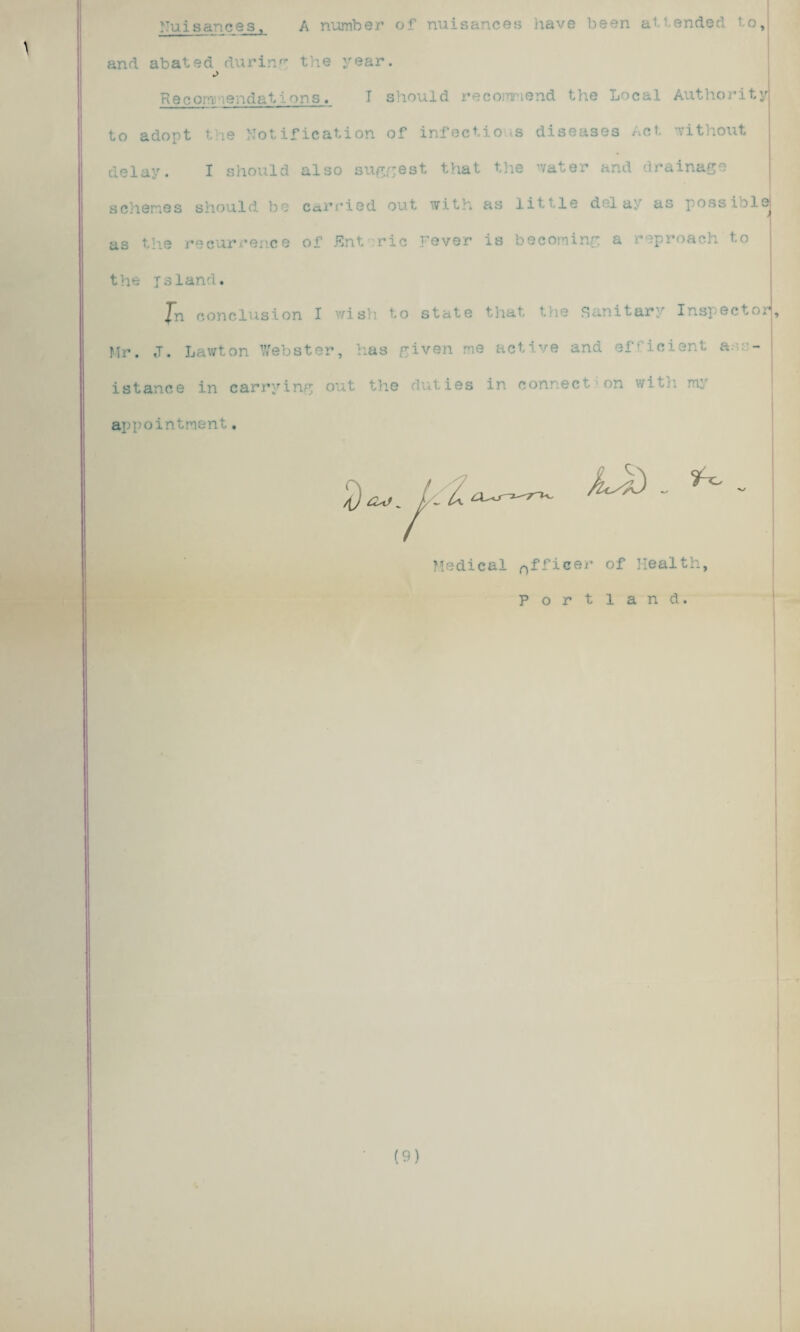 Nuisances, A number of nuisances have been attended to,
and abated during the year.
Recommendations. I should recommend the Local Authority
to adopt the Notification of infectious diseases Act without
delay. I should also suggest that the water and drainage
schemes should be carried out with as little delay as possible,
as the recurrence of Enteric Fever is becoming a reproach to
the Island.
In conclusion I wish to state that the Sanitary Inspector,
Mr. J. Lawton Webster, has given me active and efficient ass-
istance in carrying out the duties in connection with my
appointment.
Medical Officer of Health,
Portland.
(9)